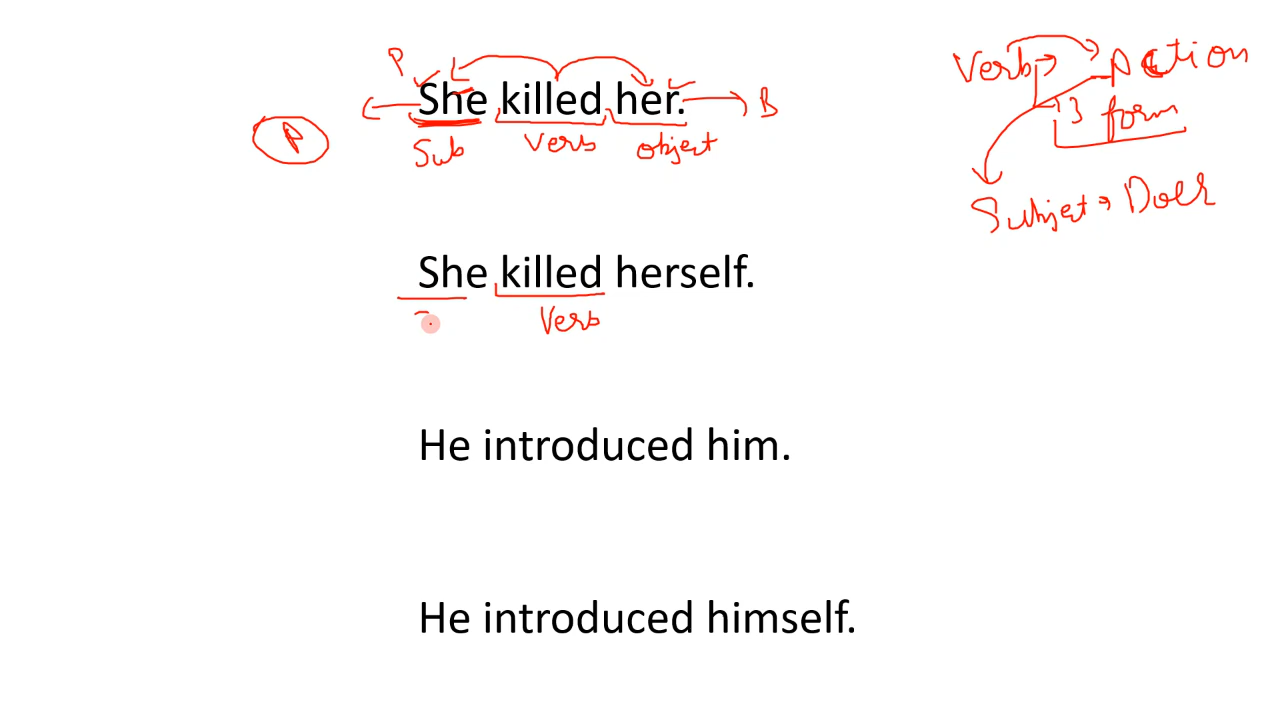 P
She killed her.
B
P
Sub
Verb
object
Verb
Action
3 form
Subject
Doer
She killed herself.
Verb
He introduced him.
He introduced himself.